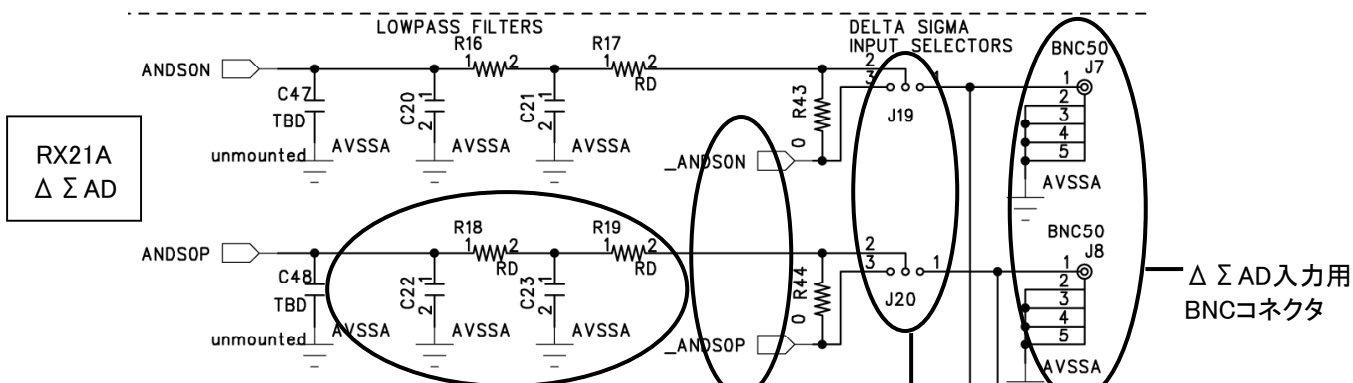 LOWPASS FILTERS
DELTA SIGMA
INPUT SELECTORS
BNC50
J7
R16
R17
ANDS0N
1 2
1 2
RD
2
3
1
1
2
3
4
5
C47
TBD
unmounted
C20
1
2
C21
1
2
AVSSA
AVSSA
0 R43
J19
_ANDS0N
AVSSA
RX21A
ΔΣAD
R18
R19
BNC50
J8
ANDS0P
1 2
RD
1 2
RD
2
3
1
1
2
3
4
5
C48
TBD
unmounted
C22
1
2
C23
1
2
AVSSA
AVSSA
0 R44
J20
_ANDS0P
AVSSA
ΔΣAD入力用
BNCコネクタ